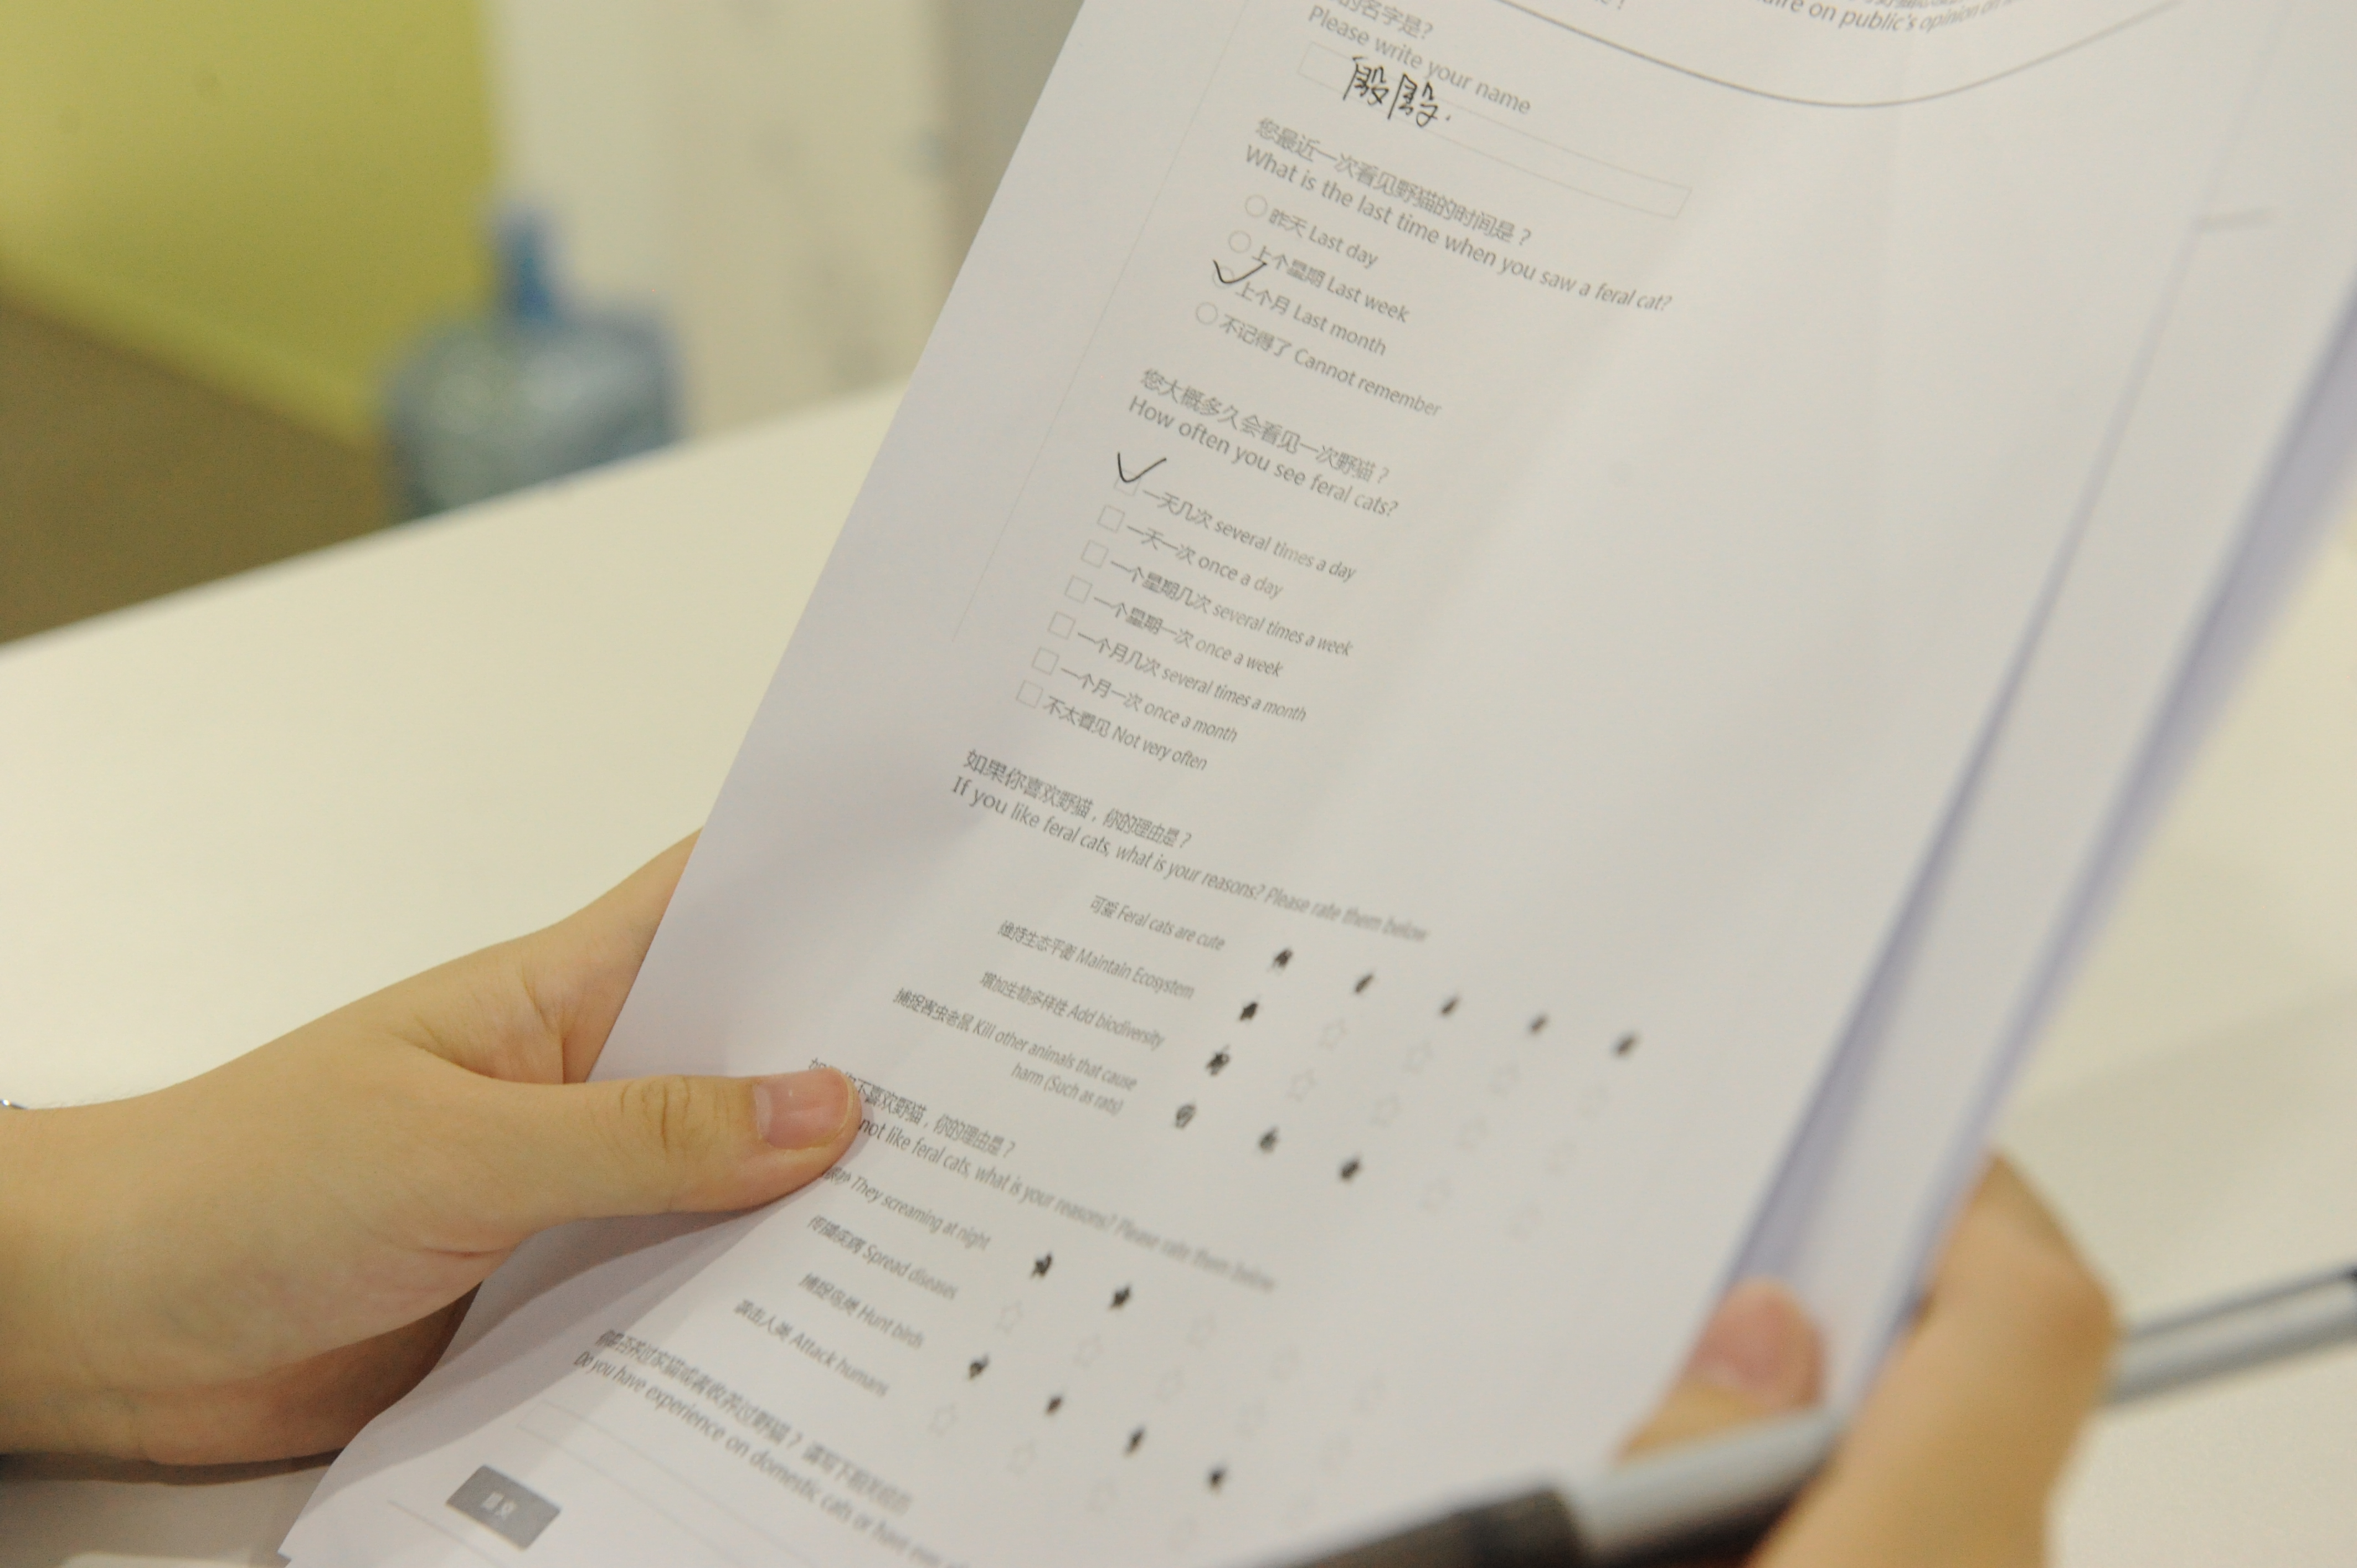 aire on public's opinion on
的名字是?
Please write your name
殷
您最近一次看见野猫的时间是？
What is the last time when you saw a feral cat?
昨天 Last day
上个星期 Last week
上个月 Last month
不记得了 Cannot remember
您大概多久会看见一次野猫？
How often you see feral cats?
一天几次 several times a day
一天一次 once a day
一个星期几次 several times a week
一个星期一次 once a week
一个月几次 several times a month
一个月一次 once a month
不太看见 Not very often
如果你喜欢野猫，你的理由是？
If you like feral cats, what is your reasons? Please rate them below
可爱 Feral cats are cute
维持生态平衡 Maintain Ecosystem
增加生物多样性 Add biodiversity
捕捉害虫老鼠 Kill other animals that cause
harm (Such as rats)
不喜欢野猫，你的理由是？
not like feral cats, what is your reasons? Please rate them below
They screaming at night
传播疾病 Spread diseases
捕捉鸟类 Hunt birds
袭击人类 Attack humans
你是否养过家猫或者收养过野猫？请写下相关经历
Do you have experience on domestic cats or have
提交